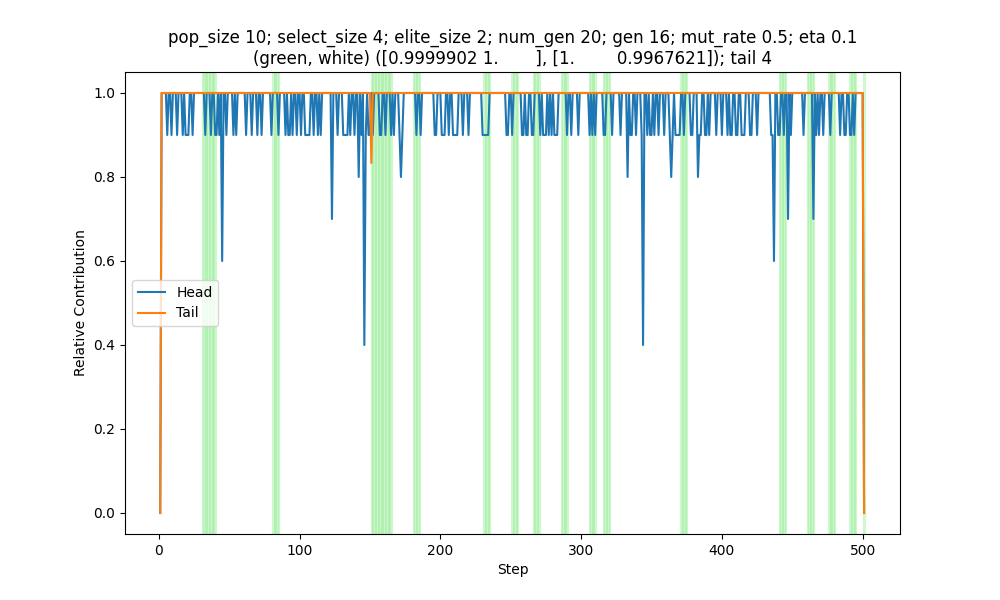 pop_size 10; select_size 4; elite_size 2; num_gen 20; gen 16; mut_rate 0.5; eta 0.1
(green, white) ([0.9999902 1.        ], [1.        0.9967621]); tail 4
1.0
0.8
0.6
0.4
0.2
0.0
Relative Contribution
Head
Tail
0 100 200 300 400 500
Step